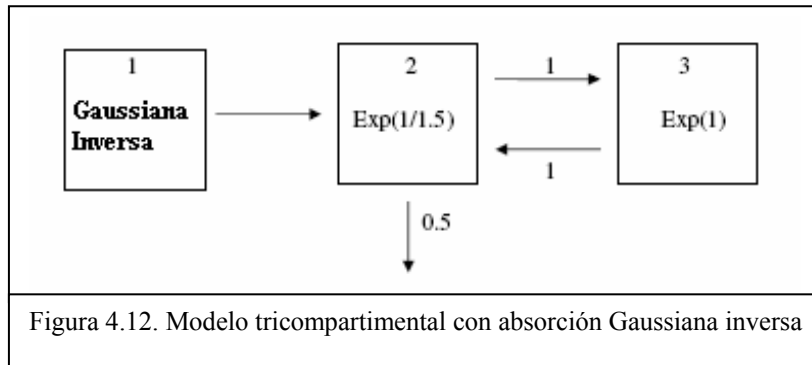 1
Gaussiana
Inversa
2
Exp(1/1.5)
1
1
3
Exp(1)
0.5
Figura 4.12. Modelo tricompartimental con absorción Gaussiana inversa